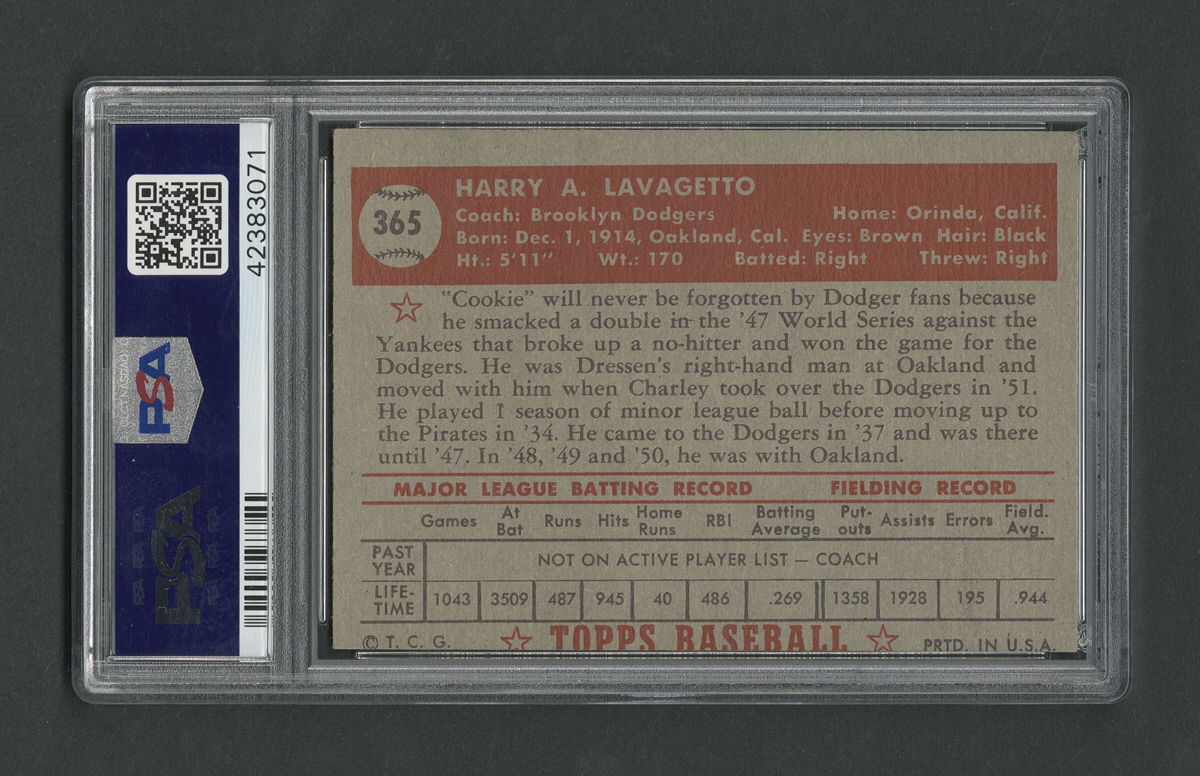 42383071
PSA
PSA
365
HARRY A. LAVAGETTO
Coach: Brooklyn Dodgers Home: Orinda, Calif.
Born: Dec. 1, 1914, Oakland, Cal. Eyes: Brown Hair: Black
Ht.: 5'11" Wt.: 170 Batted: Right Threw: Right
"Cookie" will never be forgotten by Dodger fans because
he smacked a double in the '47 World Series against the
Yankees that broke up a no-hitter and won the game for the
Dodgers. He was Dressen's right-hand man at Oakland and
moved with him when Charley took over the Dodgers in '51.
He played 1 season of minor league ball before moving up to
the Pirates in '34. He came to the Dodgers in '37 and was there
until '47. In '48, '49 and '50, he was with Oakland.
MAJOR LEAGUE BATTING RECORD FIELDING RECORD
Games At Bat Runs Hits Home Runs RBI Batting Average Put-outs Assists Errors Field. Avg.
PAST YEAR NOT ON ACTIVE PLAYER LIST — COACH
LIFE-TIME 1043 3509 487 945 40 486 .269 1358 1928 195 .944
© T. C. G. TOPPS BASEBALL PRTD. IN U.S.A.